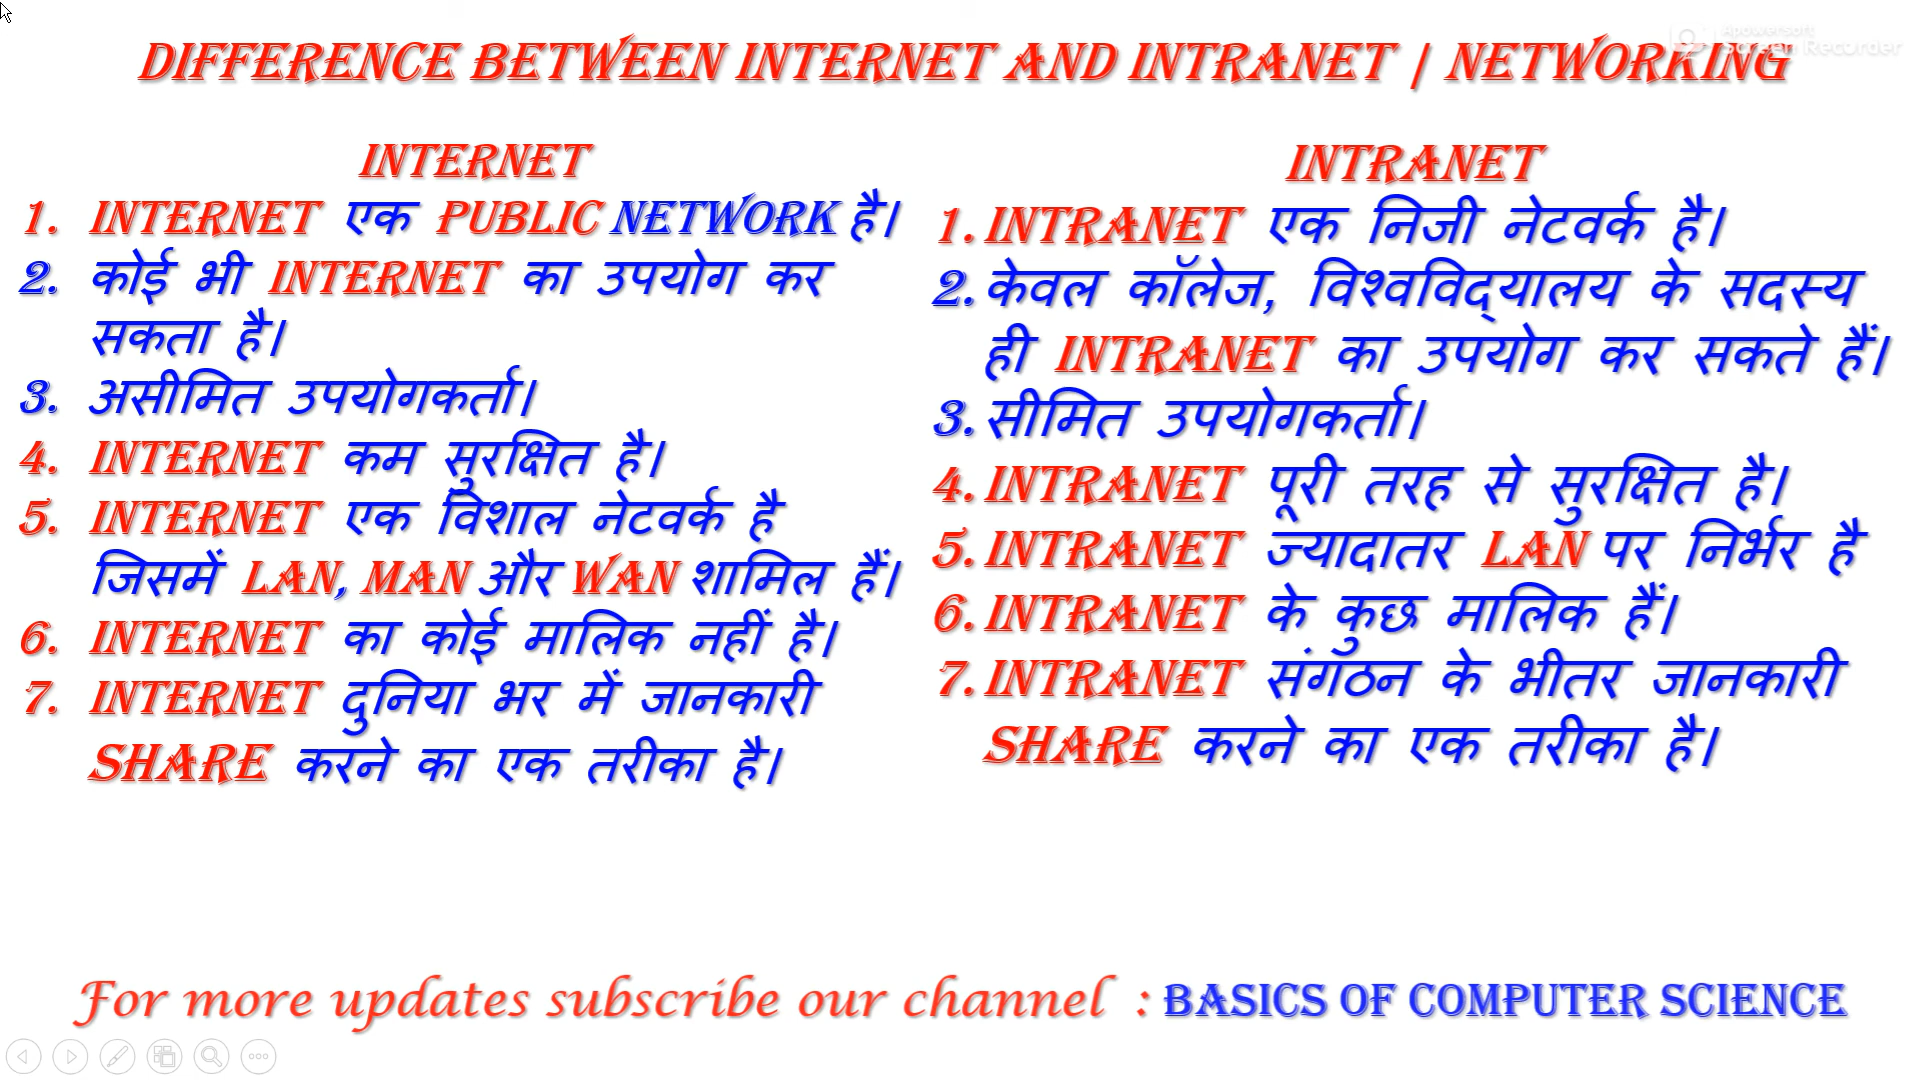 Apowersoft
Screen Recorder
DIFFERENCE BETWEEN INTERNET AND INTRANET | NETWORKING
INTERNET
1. INTERNET एक PUBLIC NETWORK है।
2. कोई भी INTERNET का उपयोग कर
सकता है।
3. असीमित उपयोगकर्ता।
4. INTERNET कम सुरक्षित है।
5. INTERNET एक विशाल नेटवर्क है
जिसमें LAN, MAN और WAN शामिल हैं।
6. INTERNET का कोई मालिक नहीं है।
7. INTERNET दुनिया भर में जानकारी
SHARE करने का एक तरीका है।
INTRANET
1. INTRANET एक निजी नेटवर्क है।
2. केवल कॉलेज, विश्वविद्यालय के सदस्य
ही INTRANET का उपयोग कर सकते हैं।
3. सीमित उपयोगकर्ता।
4. INTRANET पूरी तरह से सुरक्षित है।
5. INTRANET ज्यादातर LAN पर निर्भर है
6. INTRANET के कुछ मालिक हैं।
7. INTRANET संगठन के भीतर जानकारी
SHARE करने का एक तरीका है।
For more updates subscribe our channel : BASICS OF COMPUTER SCIENCE